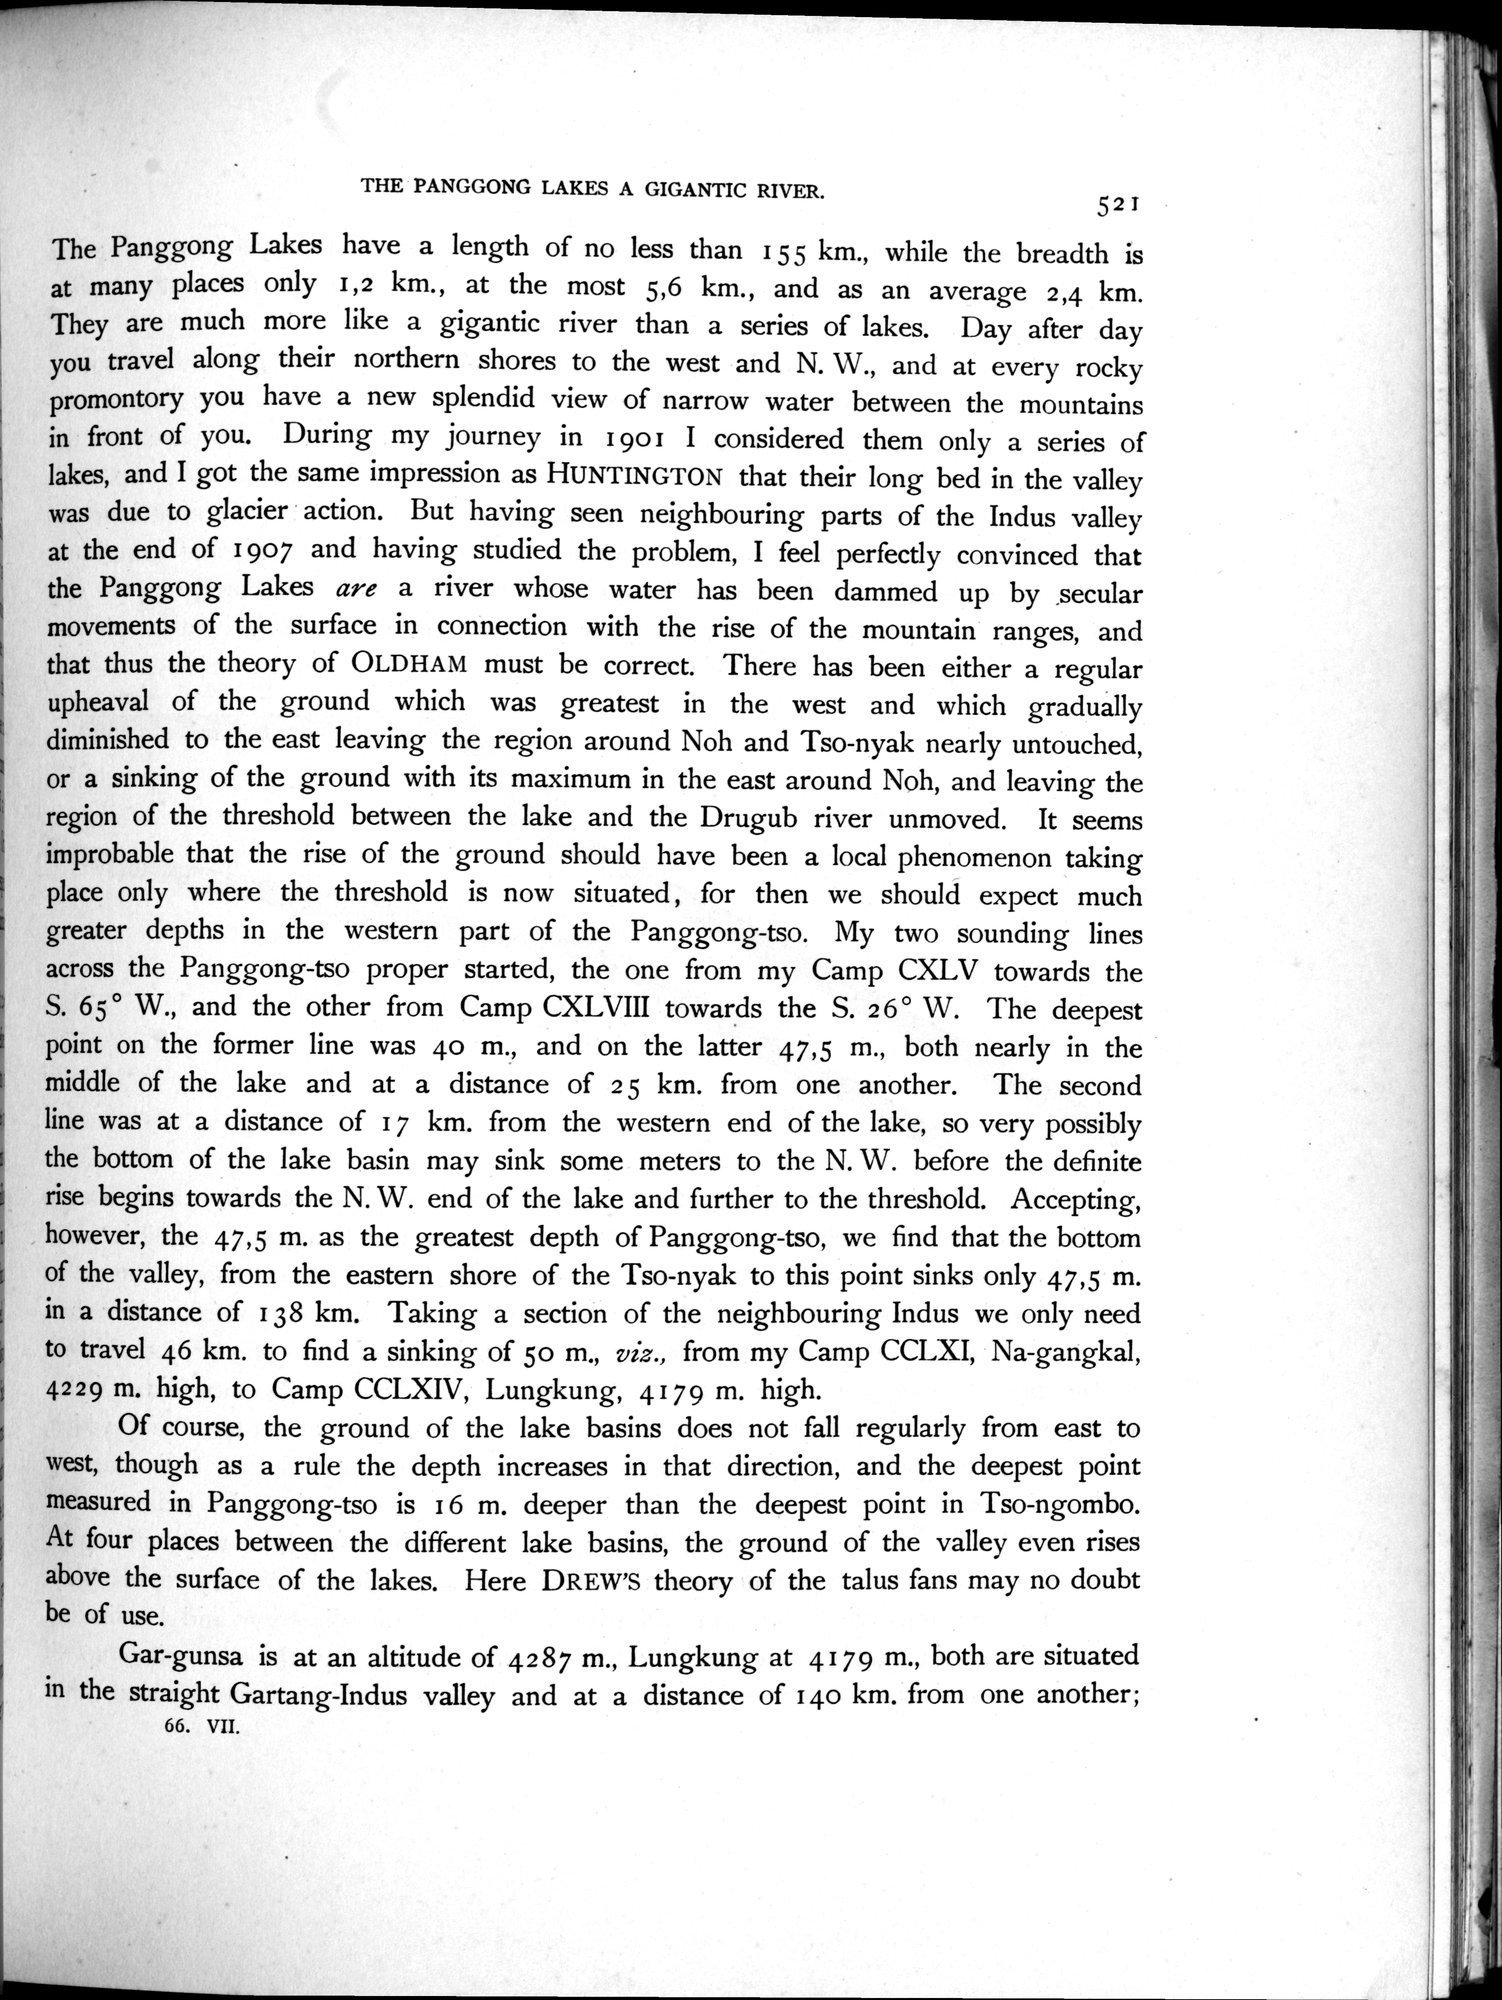 THE PANGGONG LAKES A GIGANTIC RIVER.
521
The Panggong Lakes have a length of no less than 155 km., while the breadth is
at many places only 1,2 km., at the most 5,6 km., and as an average 2,4 km.
They are much more like a gigantic river than a series of lakes. Day after day
you travel along their northern shores to the west and N. W., and at every rocky
promontory you have a new splendid view of narrow water between the mountains
in front of you. During my journey in 1901 I considered them only a series of
lakes, and I got the same impression as HUNTINGTON that their long bed in the valley
was due to glacier action. But having seen neighbouring parts of the Indus valley
at the end of 1907 and having studied the problem, I feel perfectly convinced that
the Panggong Lakes are a river whose water has been dammed up by secular
movements of the surface in connection with the rise of the mountain ranges, and
that thus the theory of OLDHAM must be correct. There has been either a regular
upheaval of the ground which was greatest in the west and which gradually
diminished to the east leaving the region around Noh and Tso-nyak nearly untouched,
or a sinking of the ground with its maximum in the east around Noh, and leaving the
region of the threshold between the lake and the Drugub river unmoved. It seems
improbable that the rise of the ground should have been a local phenomenon taking
place only where the threshold is now situated, for then we should expect much
greater depths in the western part of the Panggong-tso. My two sounding lines
across the Panggong-tso proper started, the one from my Camp CXLV towards the
S. 65° W., and the other from Camp CXLVIII towards the S. 26° W. The deepest
point on the former line was 40 m., and on the latter 47,5 m., both nearly in the
middle of the lake and at a distance of 25 km. from one another. The second
line was at a distance of 17 km. from the western end of the lake, so very possibly
the bottom of the lake basin may sink some meters to the N. W. before the definite
rise begins towards the N. W. end of the lake and further to the threshold. Accepting,
however, the 47,5 m. as the greatest depth of Panggong-tso, we find that the bottom
of the valley, from the eastern shore of the Tso-nyak to this point sinks only 47,5 m.
in a distance of 138 km. Taking a section of the neighbouring Indus we only need
to travel 46 km. to find a sinking of 50 m., viz., from my Camp CCLXI, Na-gangkal,
4229 m. high, to Camp CCLXIV, Lungkung, 4179 m. high.
Of course, the ground of the lake basins does not fall regularly from east to
west, though as a rule the depth increases in that direction, and the deepest point
measured in Panggong-tso is 16 m. deeper than the deepest point in Tso-ngombo.
At four places between the different lake basins, the ground of the valley even rises
above the surface of the lakes. Here DREW'S theory of the talus fans may no doubt
be of use.
Gar-gunsa is at an altitude of 4287 m., Lungkung at 4179 m., both are situated
in the straight Gartang-Indus valley and at a distance of 140 km. from one another;
66. VII.